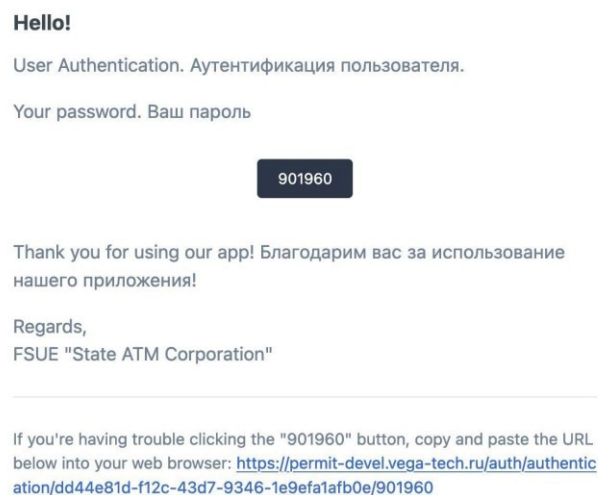 Hello!
User Authentication. Аутентификация пользователя.
Your password. Ваш пароль
901960
Thank you for using our app! Благодарим вас за использование
нашего приложения!
Regards,
FSUE "State ATM Corporation"
If you're having trouble clicking the "901960" button, copy and paste the URL
below into your web browser: https://permit-devel.vega-tech.ru/auth/authentic
ation/dd44e81d-f12c-43d7-9346-1e9efa1afb0e/901960